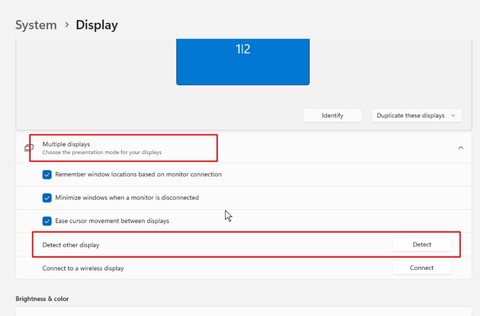 System > Display
1|2
Identify
Duplicate these displays
Multiple displays
Choose the presentation mode for your displays
Remember window locations based on monitor connection
Minimize windows when a monitor is disconnected
Ease cursor movement between displays
Detect other display
Detect
Connect to a wireless display
Connect
Brightness & color